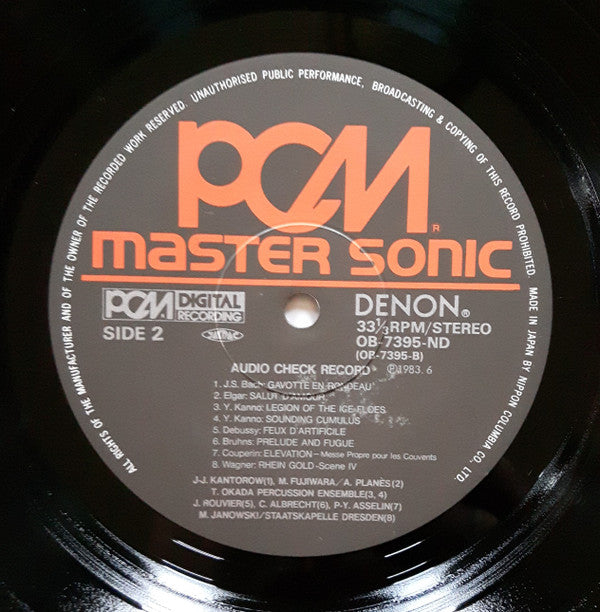 ALL RIGHTS OF THE MANUFACTURER AND OF THE OWNER OF THE RECORDED WORK RESERVED. UNAUTHORISED PUBLIC PERFORMANCE, BROADCASTING & COPYING OF THIS RECORD PROHIBITED. MADE IN JAPAN BY NIPPON COLUMBIA CO., LTD.
PCM
R
master sonic
PCM DIGITAL RECORDING
DENON®
SIDE 2
33⅓RPM/STEREO
OB-7395-ND
(OB-7395-B)
AUDIO CHECK RECORD ℗1983. 6
1. J.S. Bach: GAVOTTE EN RONDEAU
2. Elgar: SALUT D'AMOUR
3. Y. Kanno: LEGION OF THE ICE FLOES
4. Y. Kanno: SOUNDING CUMULUS
5. Debussy: FEUX D'ARTIFICILE
6. Bruhns: PRELUDE AND FUGUE
7. Couperin: ELEVATION – Messe Propre pour les Couvents
8. Wagner: RHEIN GOLD-Scene IV
J-J. KANTOROW(1), M. FUJIWARA/A. PLANÈS(2)
T. OKADA PERCUSSION ENSEMBLE(3, 4)
J. ROUVIER(5), C. ALBRECHT(6), P-Y. ASSELIN(7)
M. JANOWSKI/STAATSKAPELLE DRESDEN(8)